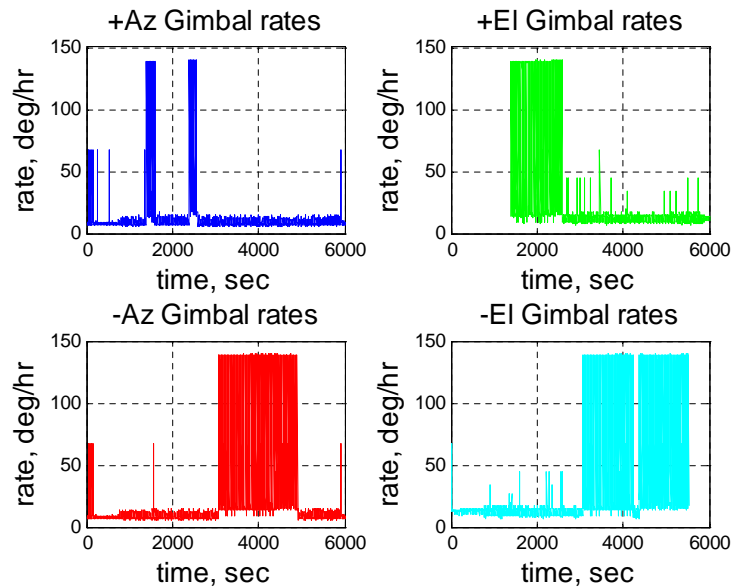 +Az Gimbal rates
rate, deg/hr
150
100
50
0
0 2000 4000 6000
time, sec
+El Gimbal rates
rate, deg/hr
150
100
50
0
0 2000 4000 6000
time, sec
-Az Gimbal rates
rate, deg/hr
150
100
50
0
0 2000 4000 6000
time, sec
-El Gimbal rates
rate, deg/hr
150
100
50
0
0 2000 4000 6000
time, sec